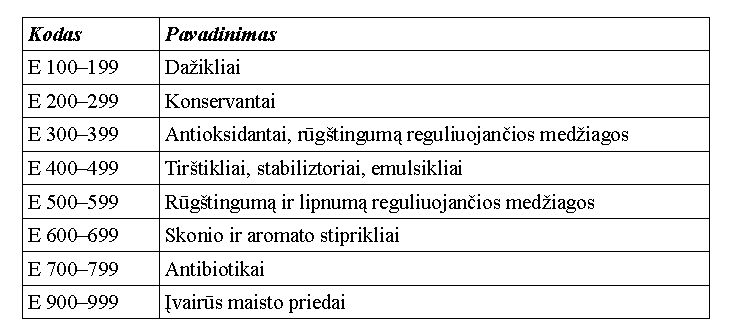 Kodas Pavadinimas
E 100–199 Dažikliai
E 200–299 Konservantai
E 300–399 Antioksidantai, rūgštingumą reguliuojančios medžiagos
E 400–499 Tirštikliai, stabiliztoriai, emulsikliai
E 500–599 Rūgštingumą ir lipnumą reguliuojančios medžiagos
E 600–699 Skonio ir aromato stiprikliai
E 700–799 Antibiotikai
E 900–999 Įvairūs maisto priedai